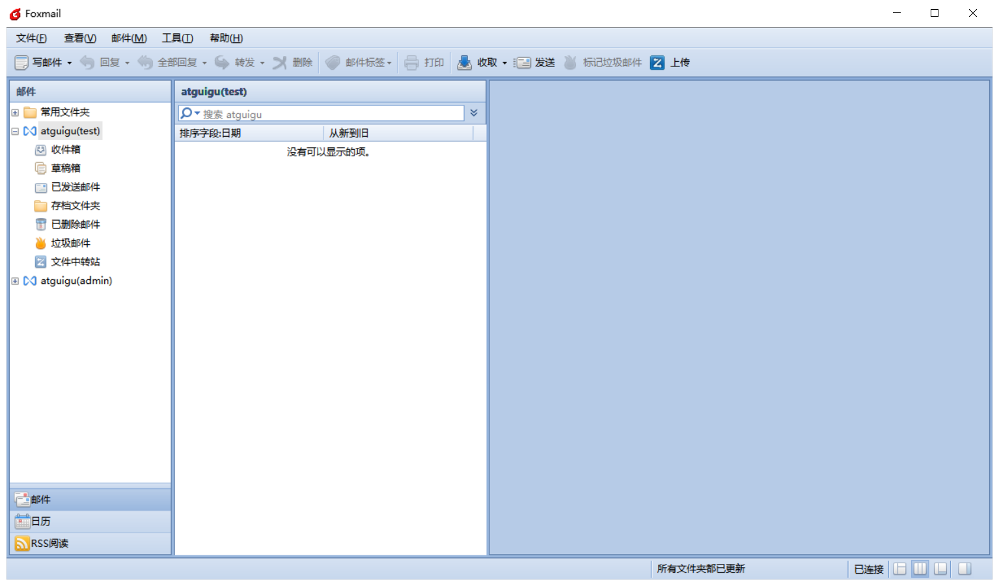 Foxmail
文件(F) 查看(V) 邮件(M) 工具(T) 帮助(H)
写邮件 回复 全部回复 转发 删除 邮件标签 打印 收取 发送 标记垃圾邮件 上传
邮件
常用文件夹
atguigu(test)
收件箱
草稿箱
已发送邮件
存档文件夹
已删除邮件
垃圾邮件
文件中转站
atguigu(admin)
邮件
日历
RSS阅读
atguigu(test)
搜索 atguigu
排序字段:日期 从新到旧
没有可以显示的项。
所有文件夹都已更新 已连接